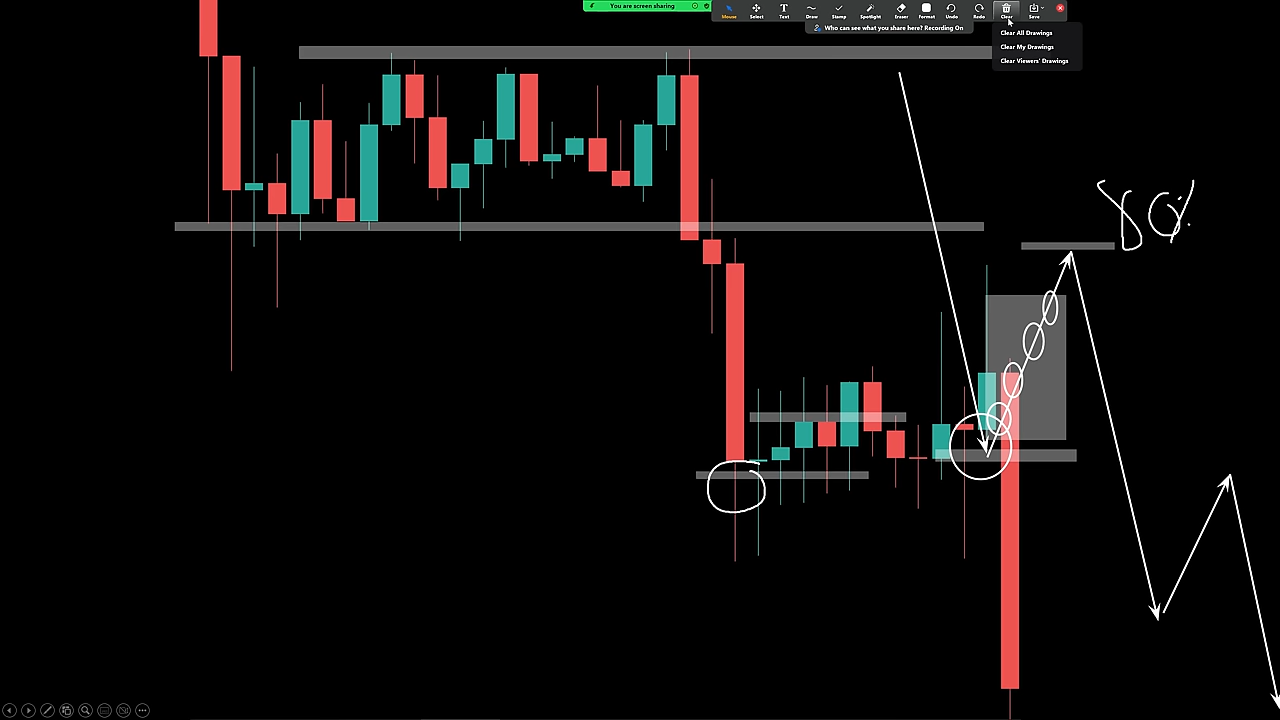 You are screen sharing
Mouse Select Text Draw Stamp Spotlight Eraser Format Undo Redo Clear Save
Who can see what you share here? Recording On
Clear All Drawings
Clear My Drawings
Clear Viewers' Drawings
80%